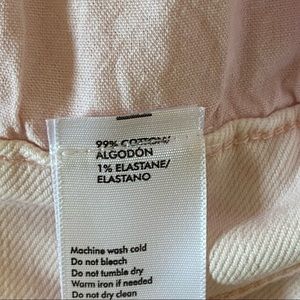 99% COTTON/
ALGODÓN
1% ELASTANE/
ELASTANO
Machine wash cold
Do not bleach
Do not tumble dry
Warm iron if needed
Do not dry clean